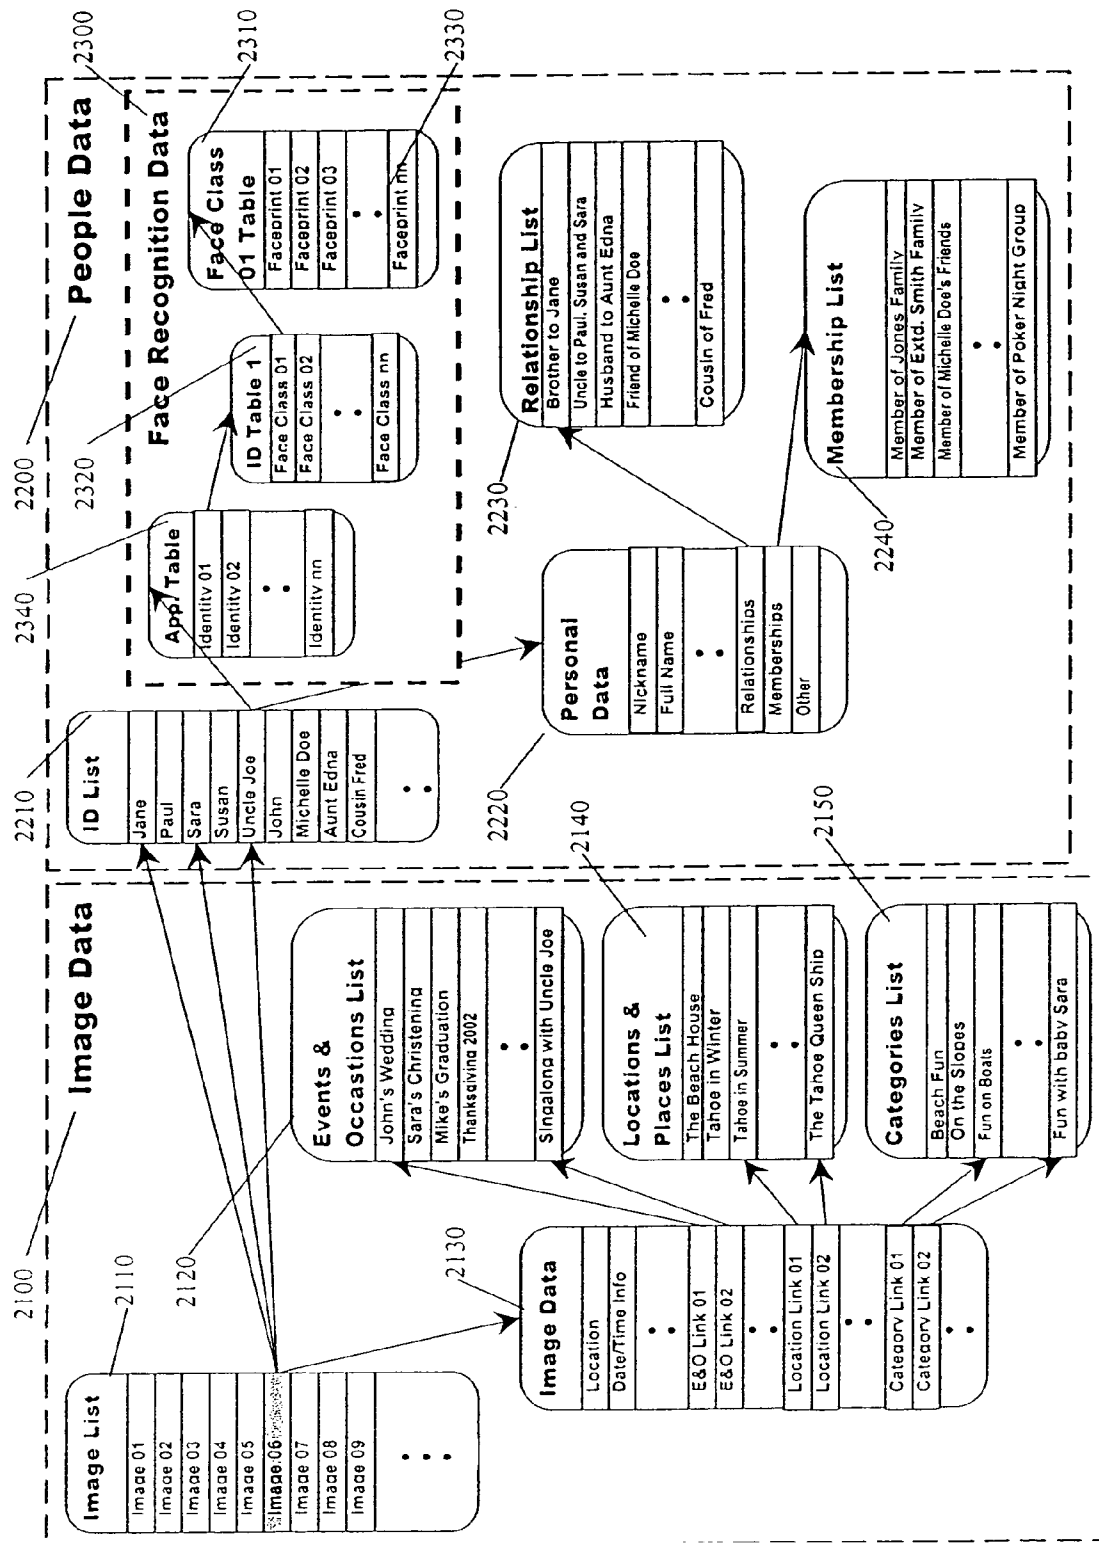 2100
Image Data
2110
Image List
Image 01
Image 02
Image 03
Image 04
Image 05
Image 06
Image 07
Image 08
Image 09
2120
Events &
Occastions List
John's Wedding
Sara's Christening
Mike's Graduation
Thanksgiving 2002
Singalong with Uncle Joe
2130
Image Data
Location
Date/Time Info
E&O Link 01
E&O Link 02
Location Link 01
Location Link 02
Category Link 01
Category Link 02
2140
Locations &
Places List
The Beach House
Tahoe in Winter
Tahoe in Summer
The Tahoe Queen Ship
2150
Categories List
Beach Fun
On the Slopes
Fun on Boats
Fun with baby Sara
2200
People Data
2210
ID List
Jane
Paul
Sara
Susan
Uncle Joe
John
Michelle Doe
Aunt Edna
Cousin Fred
2300
Face Recognition Data
2340
App. Table
Identity 01
Identity 02
Identity nn
2320
ID Table 1
Face Class 01
Face Class 02
Face Class nn
2310
Face Class
01 Table
Faceprint 01
Faceprint 02
Faceprint 03
Faceprint nn
2330
2220
Personal
Data
Nickname
Full Name
Relationships
Memberships
Other
2230
Relationship List
Brother to Jane
Uncle to Paul, Susan and Sara
Husband to Aunt Edna
Friend of Michelle Doe
Cousin of Fred
2240
Membership List
Member of Jones Family
Member of Extd. Smith Family
Member of Michelle Doe's Friends
Member of Poker Night Group